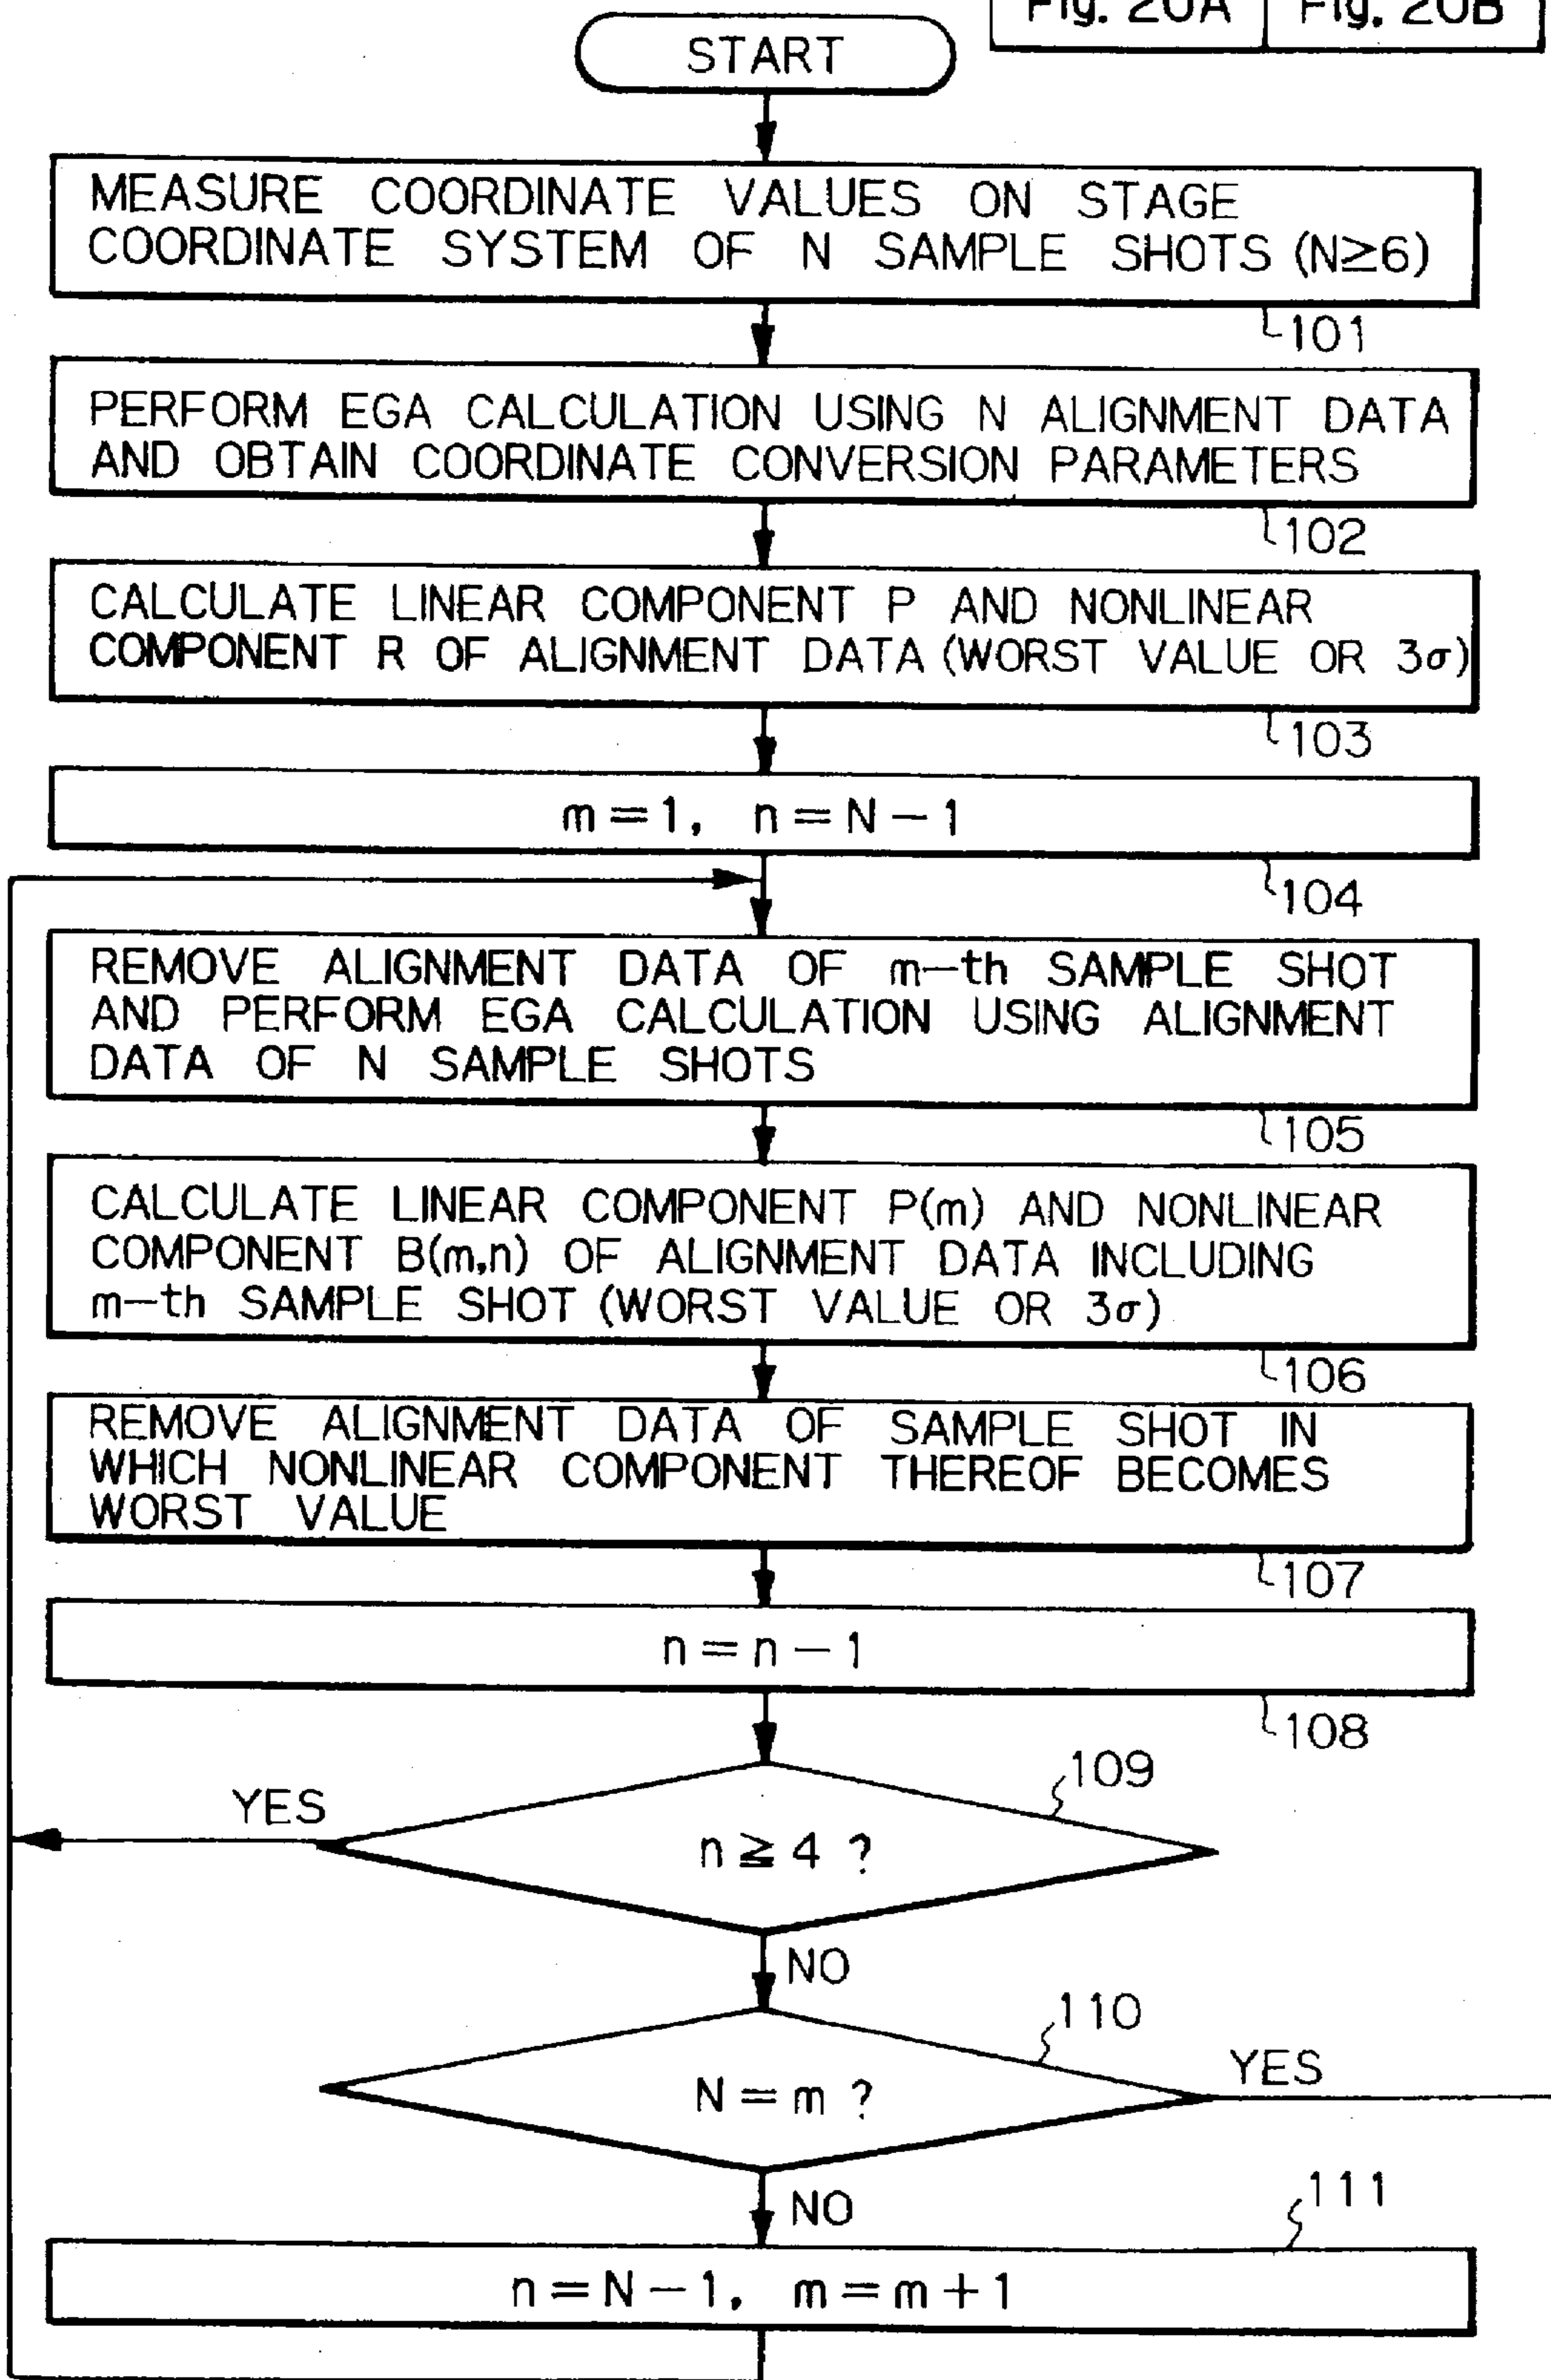 Fig. 20A Fig. 20B
START
MEASURE COORDINATE VALUES ON STAGE
COORDINATE SYSTEM OF N SAMPLE SHOTS (N≥6)
101
PERFORM EGA CALCULATION USING N ALIGNMENT DATA
AND OBTAIN COORDINATE CONVERSION PARAMETERS
102
CALCULATE LINEAR COMPONENT P AND NONLINEAR
COMPONENT R OF ALIGNMENT DATA (WORST VALUE OR 3σ)
103
m=1, n=N-1
104
REMOVE ALIGNMENT DATA OF m-th SAMPLE SHOT
AND PERFORM EGA CALCULATION USING ALIGNMENT
DATA OF N SAMPLE SHOTS
105
CALCULATE LINEAR COMPONENT P(m) AND NONLINEAR
COMPONENT B(m,n) OF ALIGNMENT DATA INCLUDING
m-th SAMPLE SHOT (WORST VALUE OR 3σ)
106
REMOVE ALIGNMENT DATA OF SAMPLE SHOT IN
WHICH NONLINEAR COMPONENT THEREOF BECOMES
WORST VALUE
107
n=n-1
108
109
YES
n≧4 ?
NO
110
YES
N=m ?
NO
111
n=N-1, m=m+1